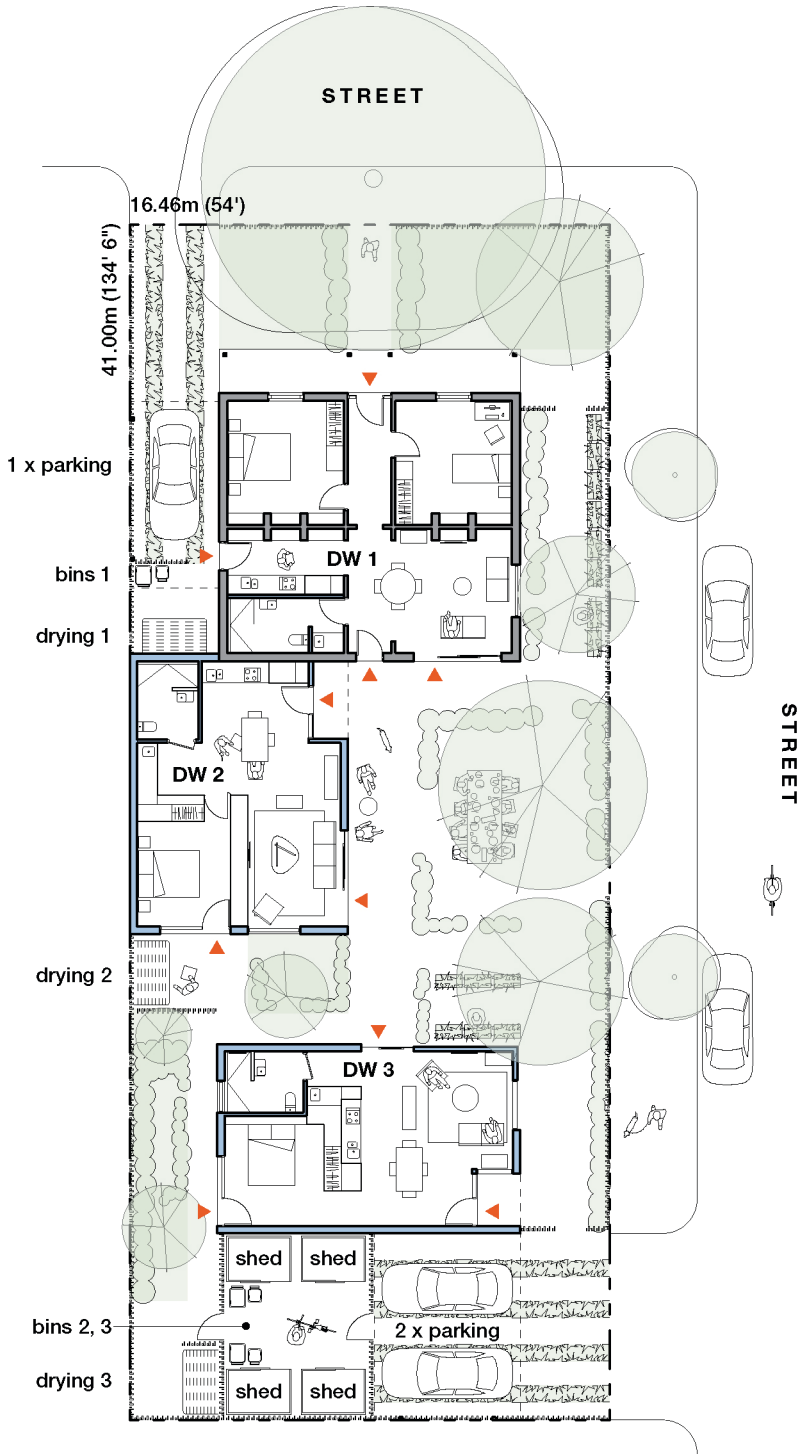 STREET
16.46m (54')
41.00m (134' 6")
1 x parking
DW 1
bins 1
drying 1
STREET
DW 2
drying 2
DW 3
shed shed
bins 2, 3
2 x parking
drying 3
shed shed